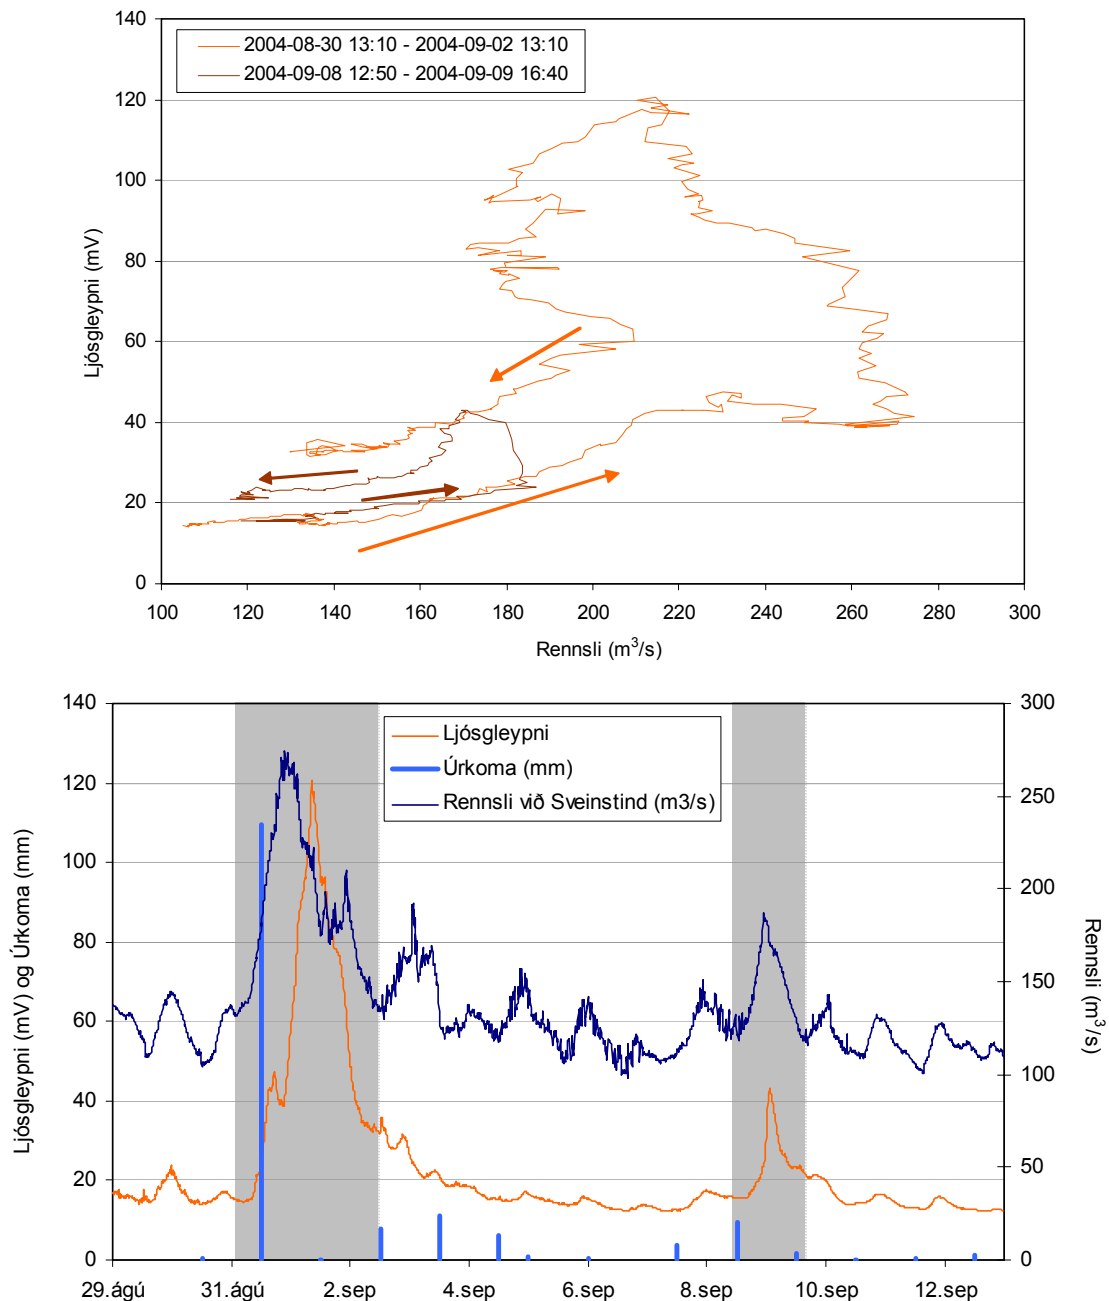 140
120
100
80
60
40
20
0
Ljósgleypni (mV)
2004-08-30 13:10 - 2004-09-02 13:10
2004-09-08 12:50 - 2004-09-09 16:40
100 120 140 160 180 200 220 240 260 280 300
Rennsli (m³/s)
140
120
100
80
60
40
20
0
Ljósgleypni (mV) og Úrkoma (mm)
Ljósgleypni
Úrkoma (mm)
Rennsli við Sveinstind (m3/s)
300
250
200
150
100
50
0
Rennsli (m³/s)
29.ágú 31.ágú 2.sep 4.sep 6.sep 8.sep 10.sep 12.sep